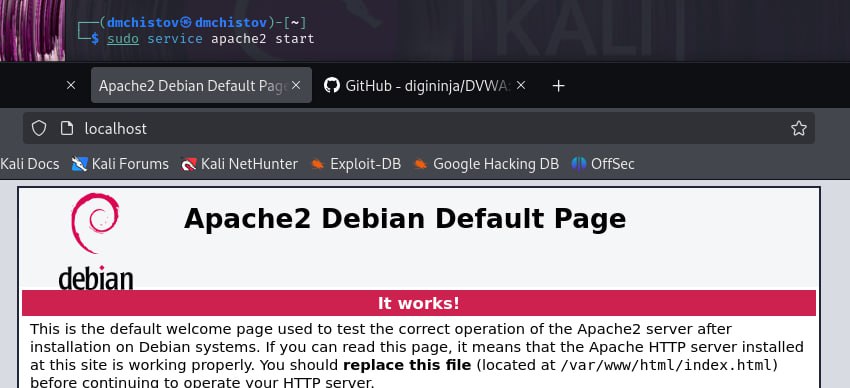 (dmchistov㉿dmchistov)-[~]
$ sudo service apache2 start
KALI
Apache2 Debian Default Pag
GitHub - digininja/DVWA:
localhost
Kali Docs Kali Forums Kali NetHunter Exploit-DB Google Hacking DB OffSec
Apache2 Debian Default Page
debian
It works!
This is the default welcome page used to test the correct operation of the Apache2 server after
installation on Debian systems. If you can read this page, it means that the Apache HTTP server installed
at this site is working properly. You should replace this file (located at /var/www/html/index.html)
before continuing to operate your HTTP server.